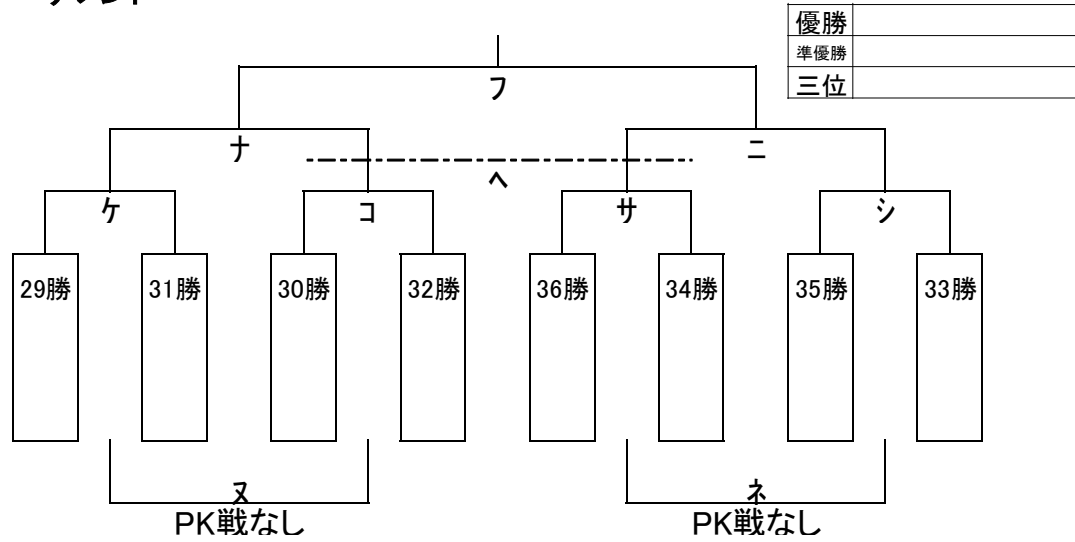 優勝
準優勝
三位
フ
ナ
ニ
ヘ
ケ
コ
サ
シ
29勝 31勝 30勝 32勝 36勝 34勝 35勝 33勝
ヌ
ネ
PK戦なし
PK戦なし